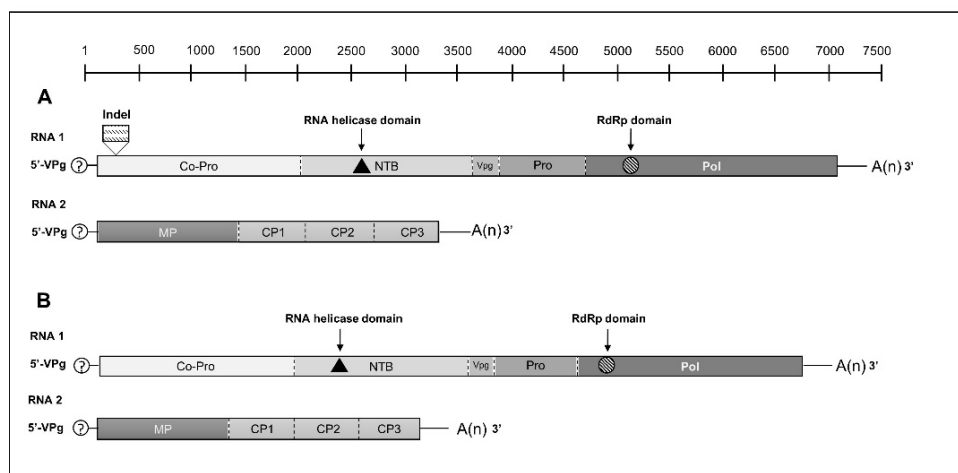 1 500 1000 1500 2000 2500 3000 3500 4000 4500 5000 5500 6000 6500 7000 7500
A
Indel
RNA helicase domain RdRp domain
RNA 1
5'-VPg ? Co-Pro NTB Vpg Pro Pol A(n) 3'
RNA 2
5'-VPg ? MP CP1 CP2 CP3 A(n) 3'
B
RNA helicase domain RdRp domain
RNA 1
5'-VPg ? Co-Pro NTB Vpg Pro Pol A(n) 3'
RNA 2
5'-VPg ? MP CP1 CP2 CP3 A(n) 3'